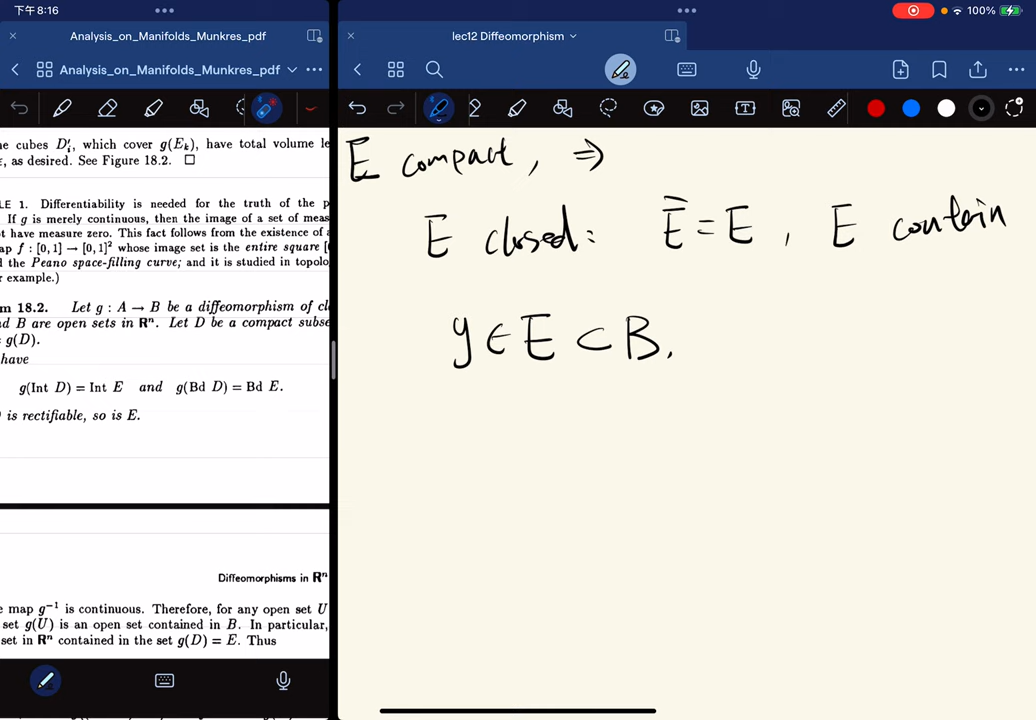 下午8:16
100%
Analysis_on_Manifolds_Munkres_pdf
lec12 Diffeomorphism
Analysis_on_Manifolds_Munkres_pdf
ne cubes D′ᵢ, which cover g(Eₖ), have total volume le
, as desired. See Figure 18.2. □
LE 1. Differentiability is needed for the truth of the p
If g is merely continuous, then the image of a set of meas
t have measure zero. This fact follows from the existence of
ap f : [0,1] → [0,1]² whose image set is the entire square [
d the Peano space-filling curve; and it is studied in topolo
r example.)
m 18.2. Let g : A → B be a diffeomorphism of cl
nd B are open sets in Rⁿ. Let D be a compact subse
= g(D).
have
g(Int D) = Int E and g(Bd D) = Bd E.
) is rectifiable, so is E.
Diffeomorphisms in Rⁿ
e map g⁻¹ is continuous. Therefore, for any open set U
set g(U) is an open set contained in B. In particular,
set in Rⁿ contained in the set g(D) = E. Thus
E compact, ⇒
E closed: Ē = E, E contain
y ∈ E ⊂ B.